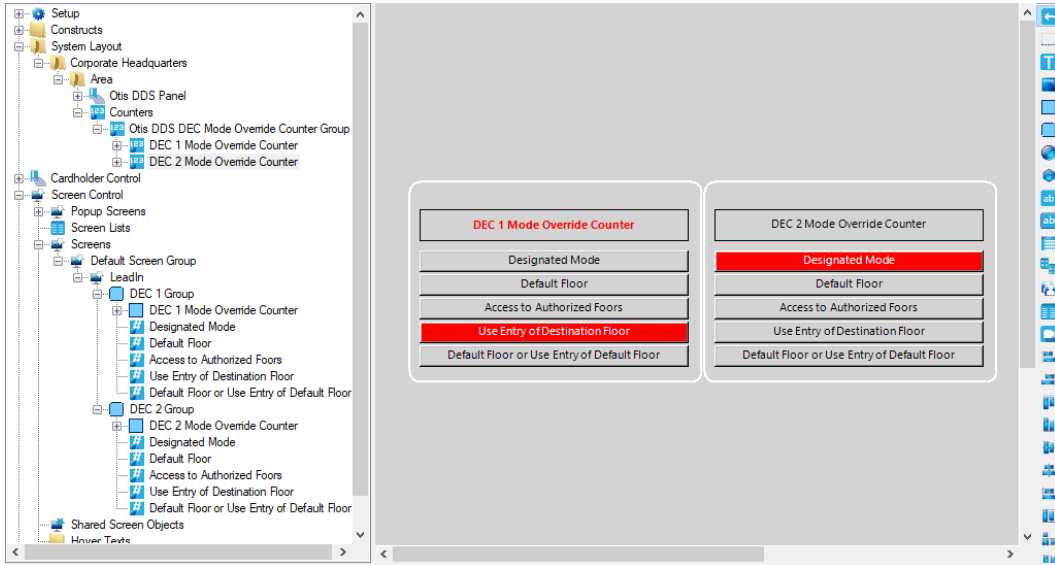 Setup
Constructs
System Layout
Corporate Headquarters
Area
Otis DDS Panel
Counters
Otis DDS DEC Mode Override Counter Group
DEC 1 Mode Override Counter
DEC 2 Mode Override Counter
Cardholder Control
Screen Control
Popup Screens
Screen Lists
Screens
Default Screen Group
LeadIn
DEC 1 Group
DEC 1 Mode Override Counter
Designated Mode
Default Floor
Access to Authorized Foors
Use Entry of Destination Floor
Default Floor or Use Entry of Default Floor
DEC 2 Group
DEC 2 Mode Override Counter
Designated Mode
Default Floor
Access to Authorized Foors
Use Entry of Destination Floor
Default Floor or Use Entry of Default Floor
Shared Screen Objects
Hover Texts
DEC 1 Mode Override Counter
Designated Mode
Default Floor
Access to Authorized Foors
Use Entry of Destination Floor
Default Floor or Use Entry of Default Floor
DEC 2 Mode Override Counter
Designated Mode
Default Floor
Access to Authorized Foors
Use Entry of Destination Floor
Default Floor or Use Entry of Default Floor